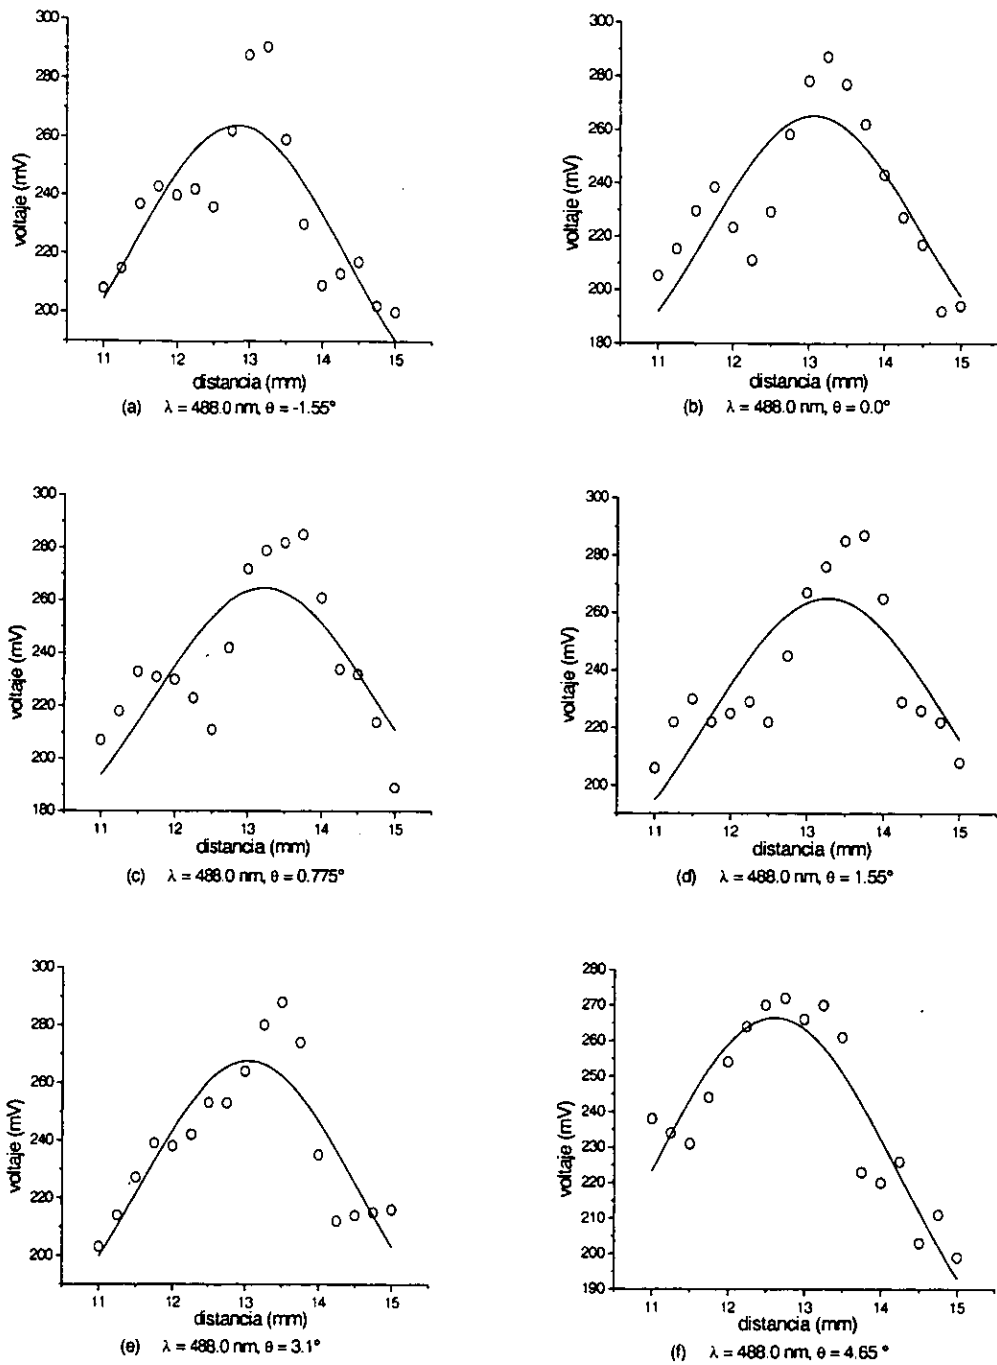 300
280
260
240
220
200
voltaje (mV)
11 12 13 14 15
distancia (mm)
(a) λ = 488.0 nm, θ = -1.55°
300
280
260
240
220
200
180
voltaje (mV)
11 12 13 14 15
distancia (mm)
(b) λ = 488.0 nm, θ = 0.0°
300
280
260
240
220
200
180
voltaje (mV)
11 12 13 14 15
distancia (mm)
(c) λ = 488.0 nm, θ = 0.775°
300
280
260
240
220
200
voltaje (mV)
11 12 13 14 15
distancia (mm)
(d) λ = 488.0 nm, θ = 1.55°
300
280
260
240
220
200
voltaje (mV)
11 12 13 14 15
distancia (mm)
(e) λ = 488.0 nm, θ = 3.1°
280
270
260
250
240
230
220
210
200
190
voltaje (mV)
11 12 13 14 15
distancia (mm)
(f) λ = 488.0 nm, θ = 4.65 °